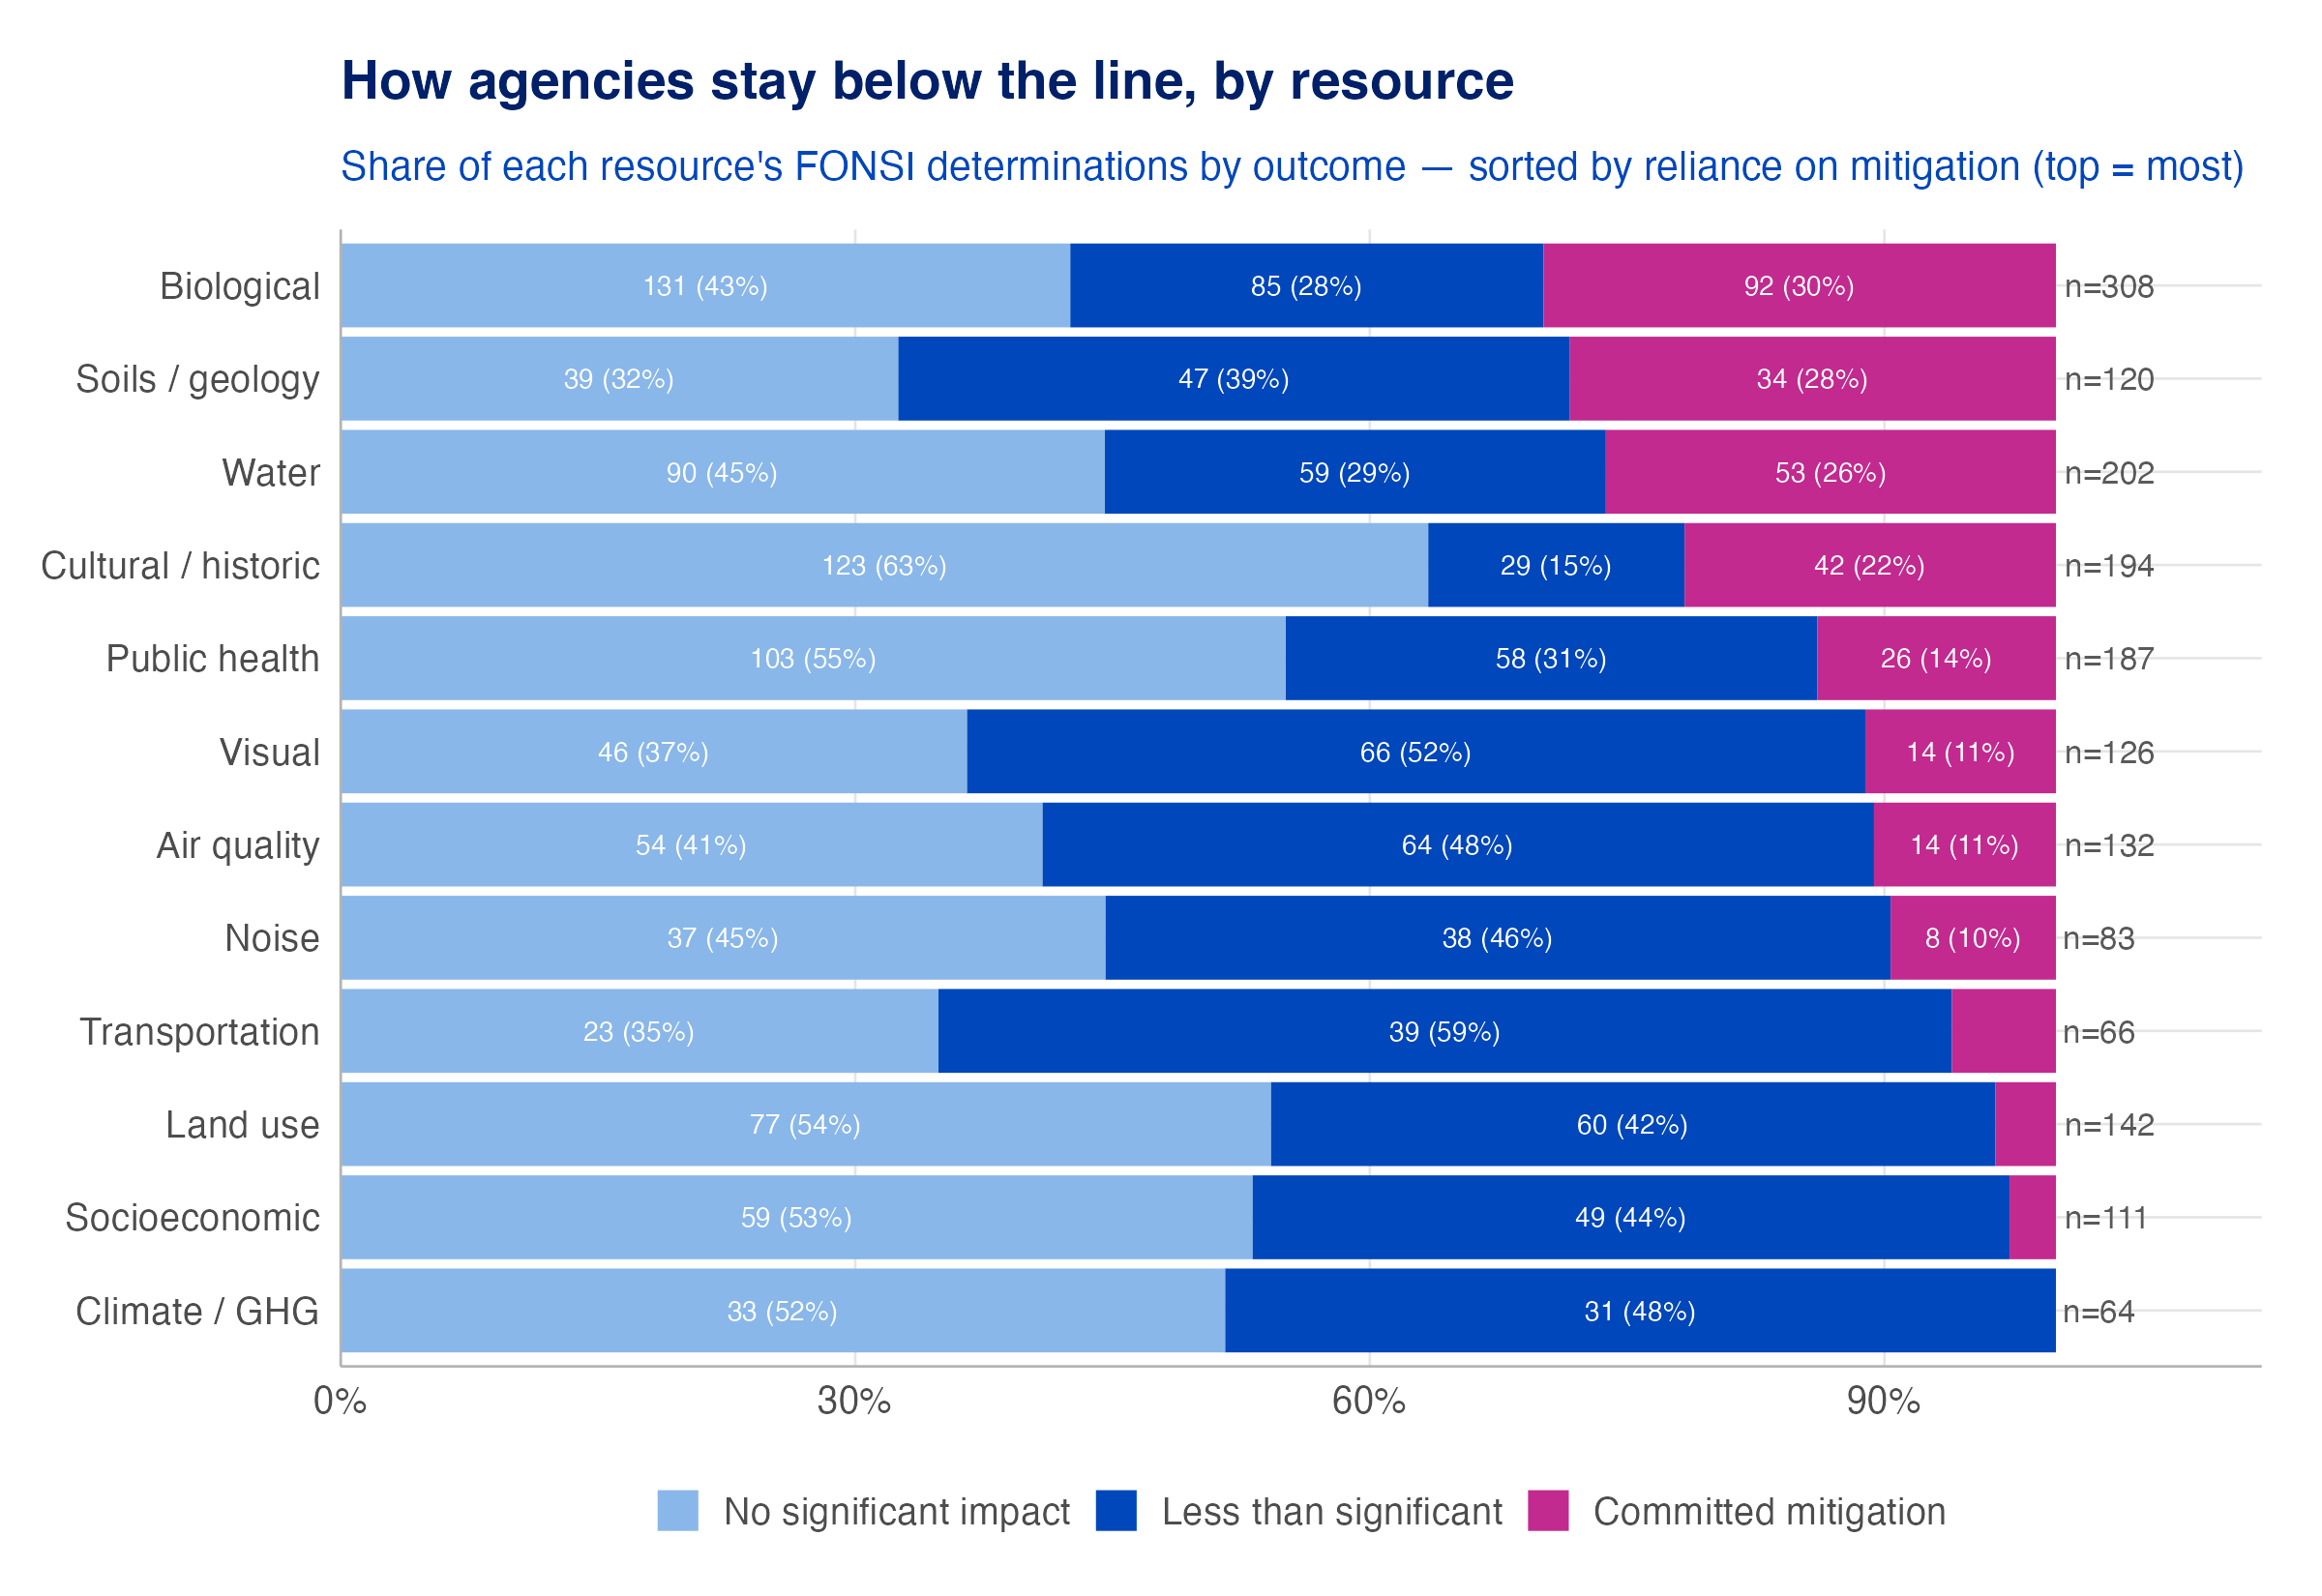 How agencies stay below the line, by resource
Share of each resource's FONSI determinations by outcome — sorted by reliance on mitigation (top = most)
Biological 131 (43%) 85 (28%) 92 (30%) n=308
Soils / geology 39 (32%) 47 (39%) 34 (28%) n=120
Water 90 (45%) 59 (29%) 53 (26%) n=202
Cultural / historic 123 (63%) 29 (15%) 42 (22%) n=194
Public health 103 (55%) 58 (31%) 26 (14%) n=187
Visual 46 (37%) 66 (52%) 14 (11%) n=126
Air quality 54 (41%) 64 (48%) 14 (11%) n=132
Noise 37 (45%) 38 (46%) 8 (10%) n=83
Transportation 23 (35%) 39 (59%) n=66
Land use 77 (54%) 60 (42%) n=142
Socioeconomic 59 (53%) 49 (44%) n=111
Climate / GHG 33 (52%) 31 (48%) n=64
0% 30% 60% 90%
No significant impact Less than significant Committed mitigation